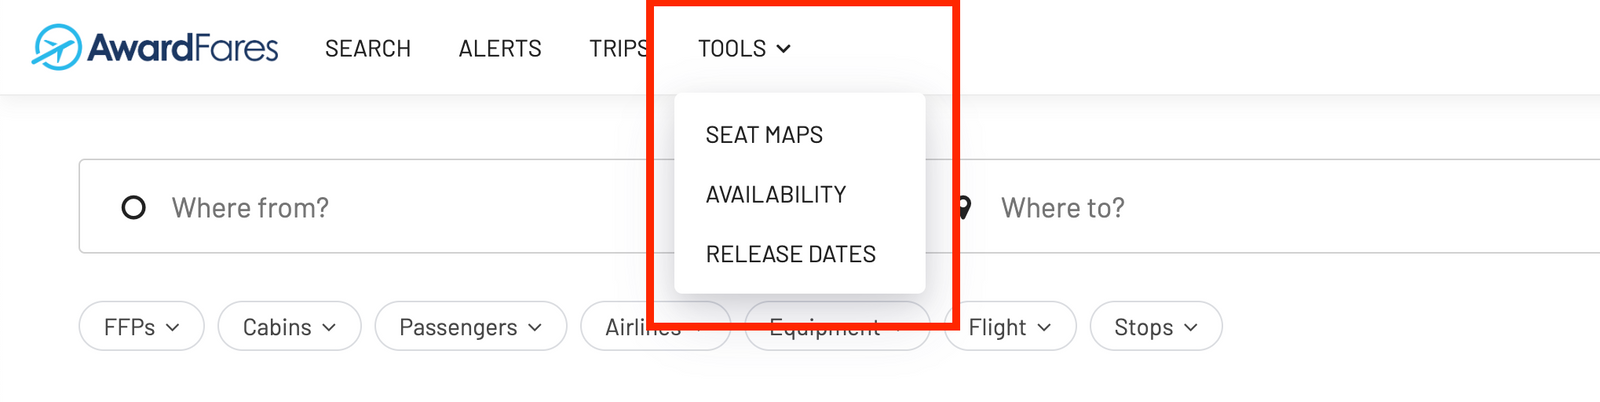 AwardFares SEARCH ALERTS TRIPS TOOLS
SEAT MAPS
AVAILABILITY
RELEASE DATES
Where from? Where to?
FFPs Cabins Passengers Airlines Equipment Flight Stops